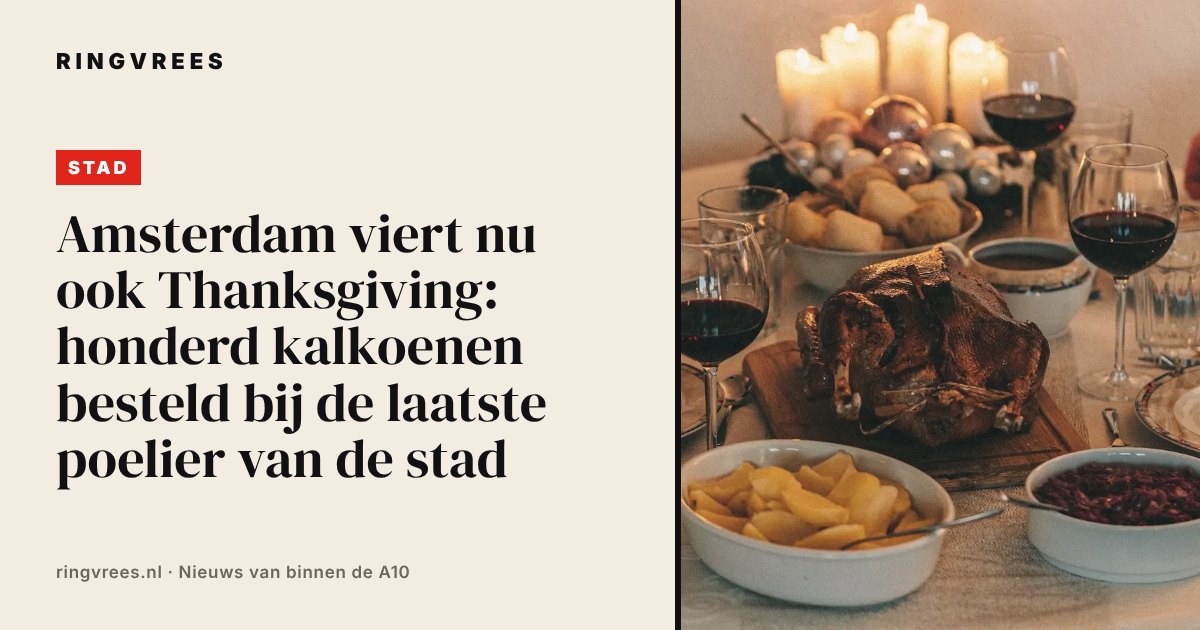 RINGVREES
STAD
Amsterdam viert nu
ook Thanksgiving:
honderd kalkoenen
besteld bij de laatste
poelier van de stad
ringvrees.nl · Nieuws van binnen de A10